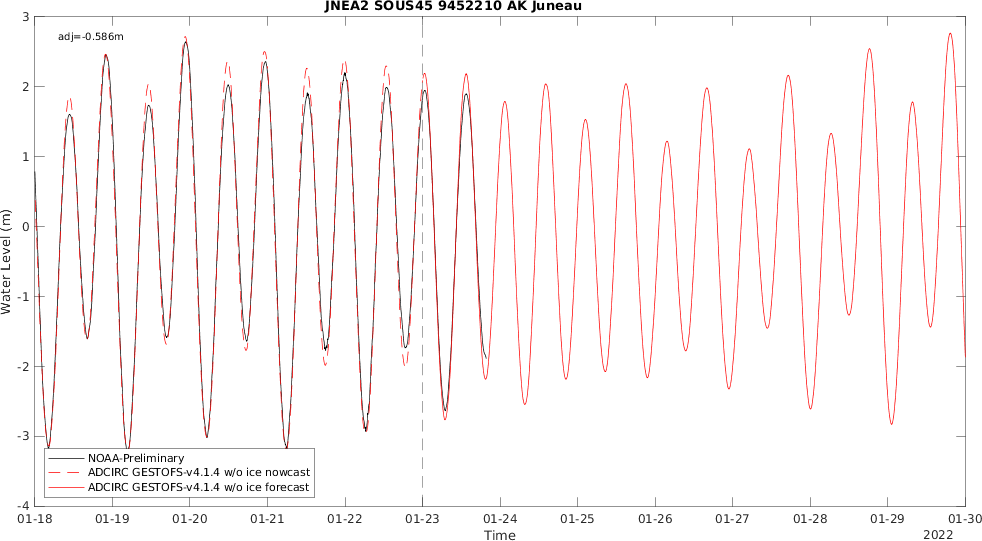 JNEA2 SOUS45 9452210 AK Juneau
adj=-0.586m
3
2
1
0
-1
-2
-3
-4
Water Level (m)
NOAA-Preliminary
ADCIRC GESTOFS-v4.1.4 w/o ice nowcast
ADCIRC GESTOFS-v4.1.4 w/o ice forecast
01-18 01-19 01-20 01-21 01-22 01-23 01-24 01-25 01-26 01-27 01-28 01-29 01-30
Time
2022